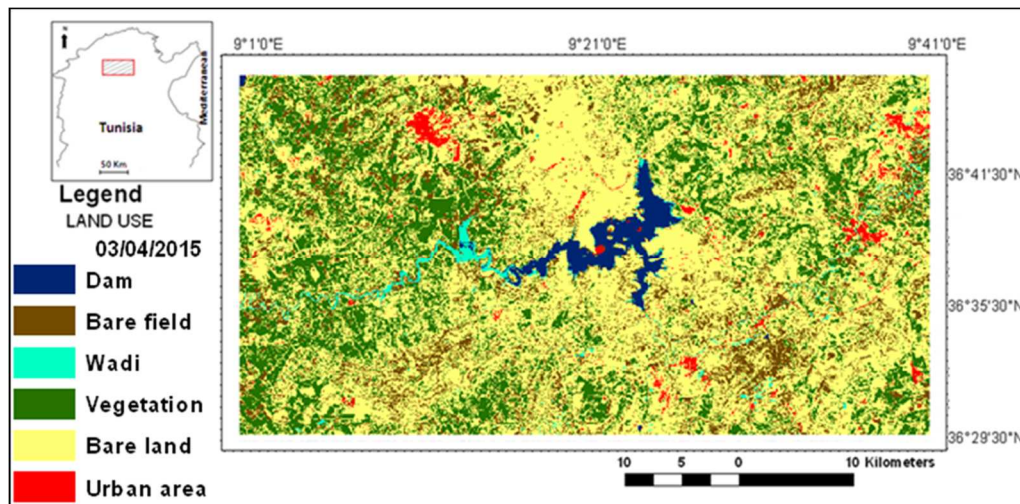 N
Mediterranean
Tunisia
50 Km
Legend
LAND USE
03/04/2015
Dam
Bare field
Wadi
Vegetation
Bare land
Urban area
9°1'0"E 9°21'0"E 9°41'0"E
36°41'30"N
36°35'30"N
36°29'30"N
10 5 0 10 Kilometers